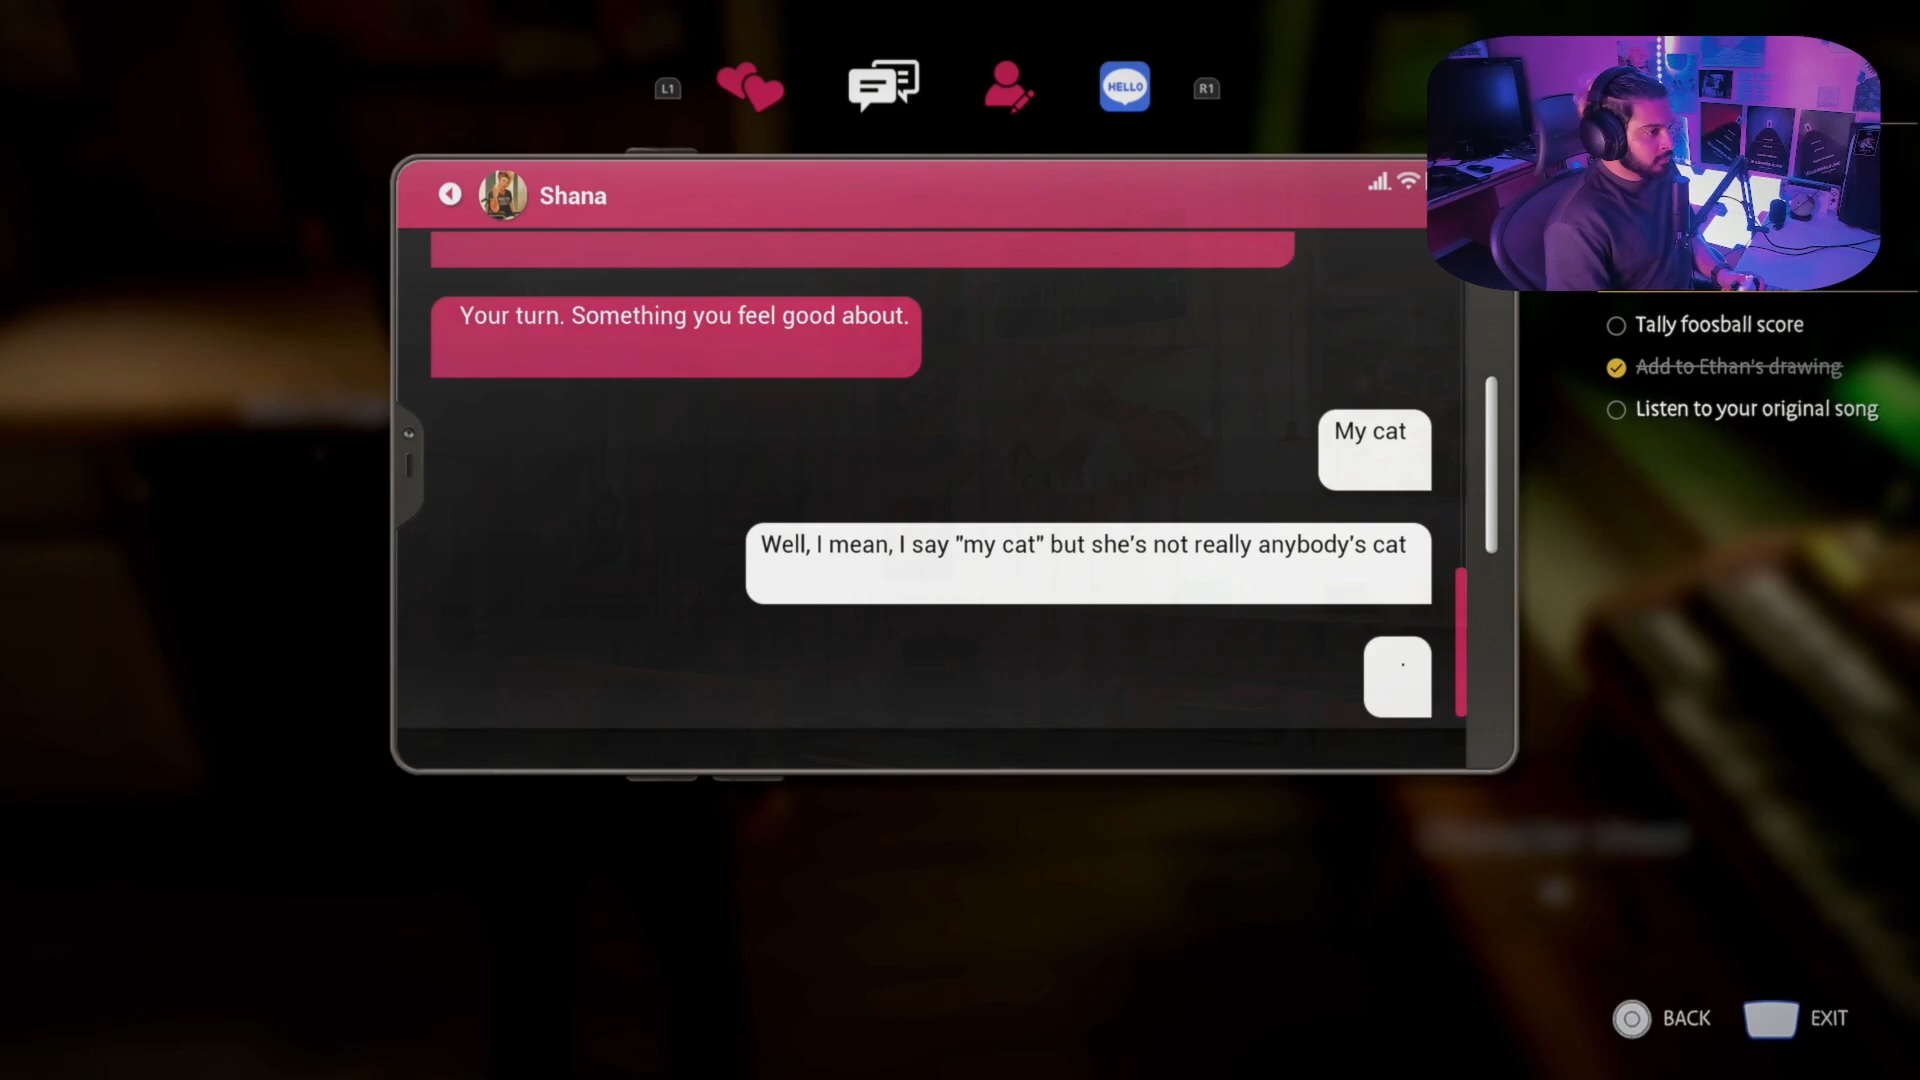 L1
HELLO
R1
Shana
Your turn. Something you feel good about.
My cat
Well, I mean, I say "my cat" but she's not really anybody's cat
.
Tally foosball score
Add to Ethan's drawing
Listen to your original song
BACK
EXIT